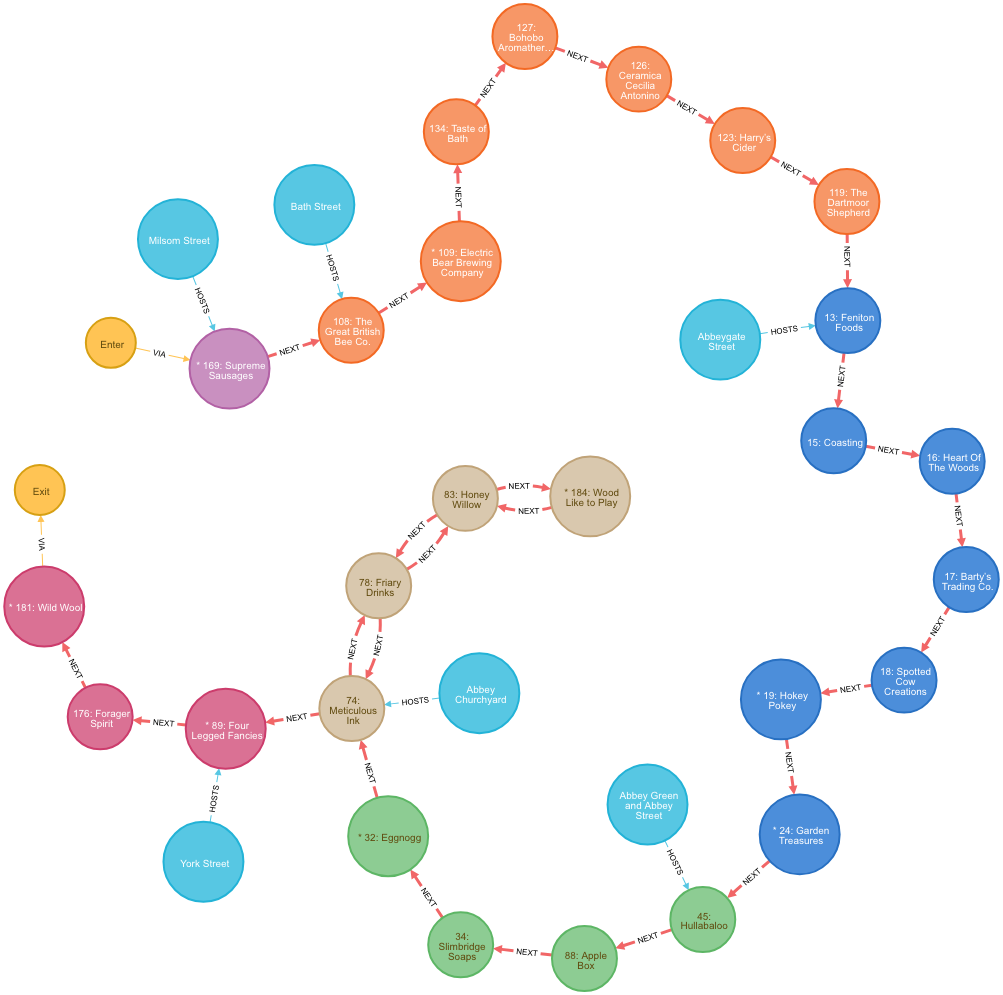 127:
Bohobo
Aromather...
NEXT
126:
Ceramica
Cecilia
Antonino
NEXT
123: Harry's
Cider
NEXT
119: The
Dartmoor
Shepherd
NEXT
134: Taste of
Bath
NEXT
NEXT
* 109: Electric
Bear Brewing
Company
NEXT
Bath Street
HOSTS
Milsom Street
HOSTS
108: The
Great British
Bee Co.
NEXT
Enter
VIA
* 169: Supreme
Sausages
13: Feniton
Foods
HOSTS
Abbeygate
Street
NEXT
15: Coasting
NEXT
16: Heart Of
The Woods
NEXT
17: Barty's
Trading Co.
NEXT
18: Spotted
Cow
Creations
NEXT
* 19: Hokey
Pokey
NEXT
* 24: Garden
Treasures
NEXT
Abbey Green
and Abbey
Street
HOSTS
45:
Hullabaloo
NEXT
88: Apple
Box
NEXT
34:
Slimbridge
Soaps
NEXT
* 32: Eggnogg
NEXT
74:
Meticulous
Ink
HOSTS
Abbey
Churchyard
NEXT
NEXT
78: Friary
Drinks
NEXT
NEXT
83: Honey
Willow
NEXT
NEXT
* 184: Wood
Like to Play
NEXT
* 89: Four
Legged Fancies
HOSTS
York Street
NEXT
176: Forager
Spirit
NEXT
* 181: Wild Wool
VIA
Exit